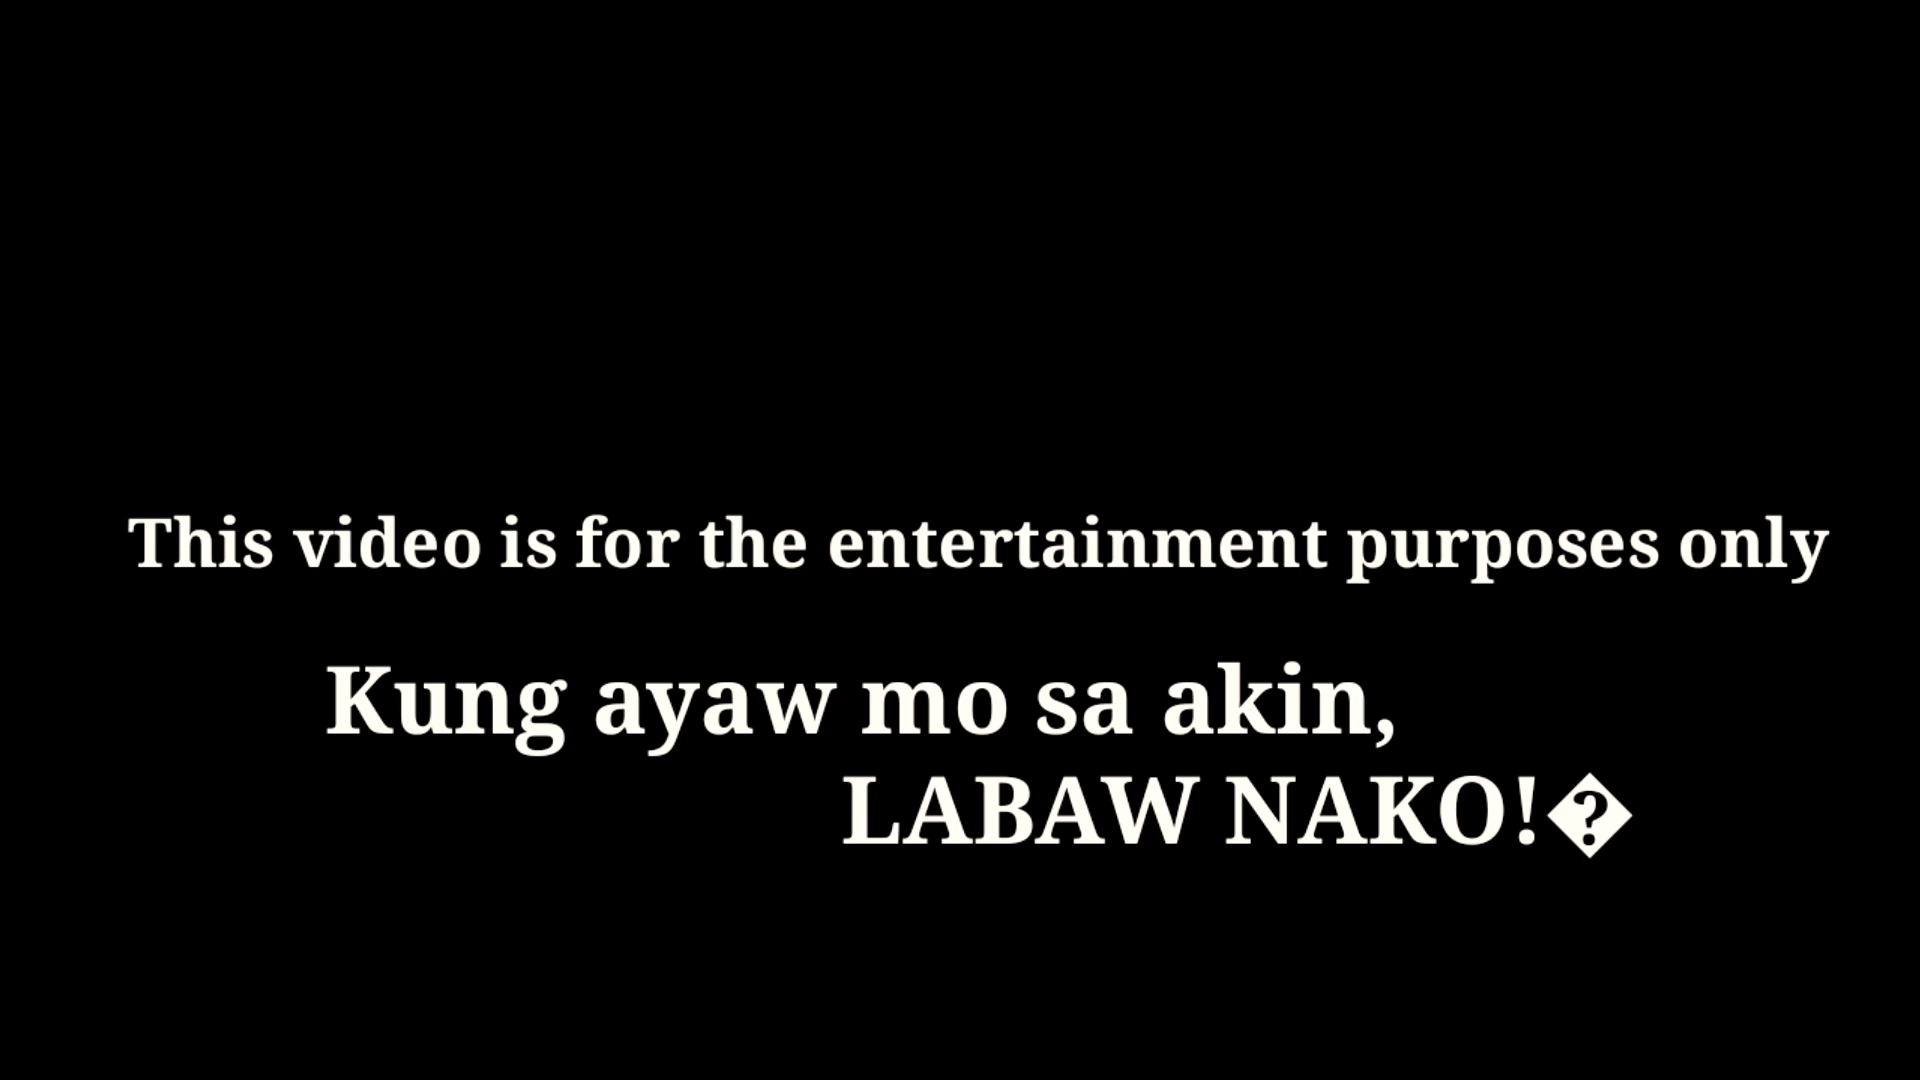 This video is for the entertainment purposes only
Kung ayaw mo sa akin,
LABAW NAKO!�